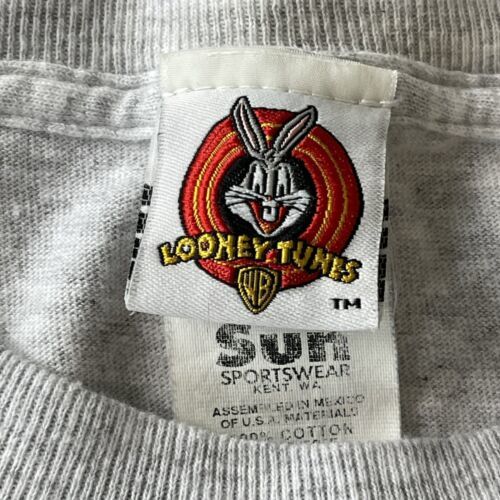 LOONEY TUNES
WB
TM
Sun
SPORTSWEAR
KENT, WA
ASSEMBLED IN MEXICO
OF U.S.A. MATERIALS
100% COTTON